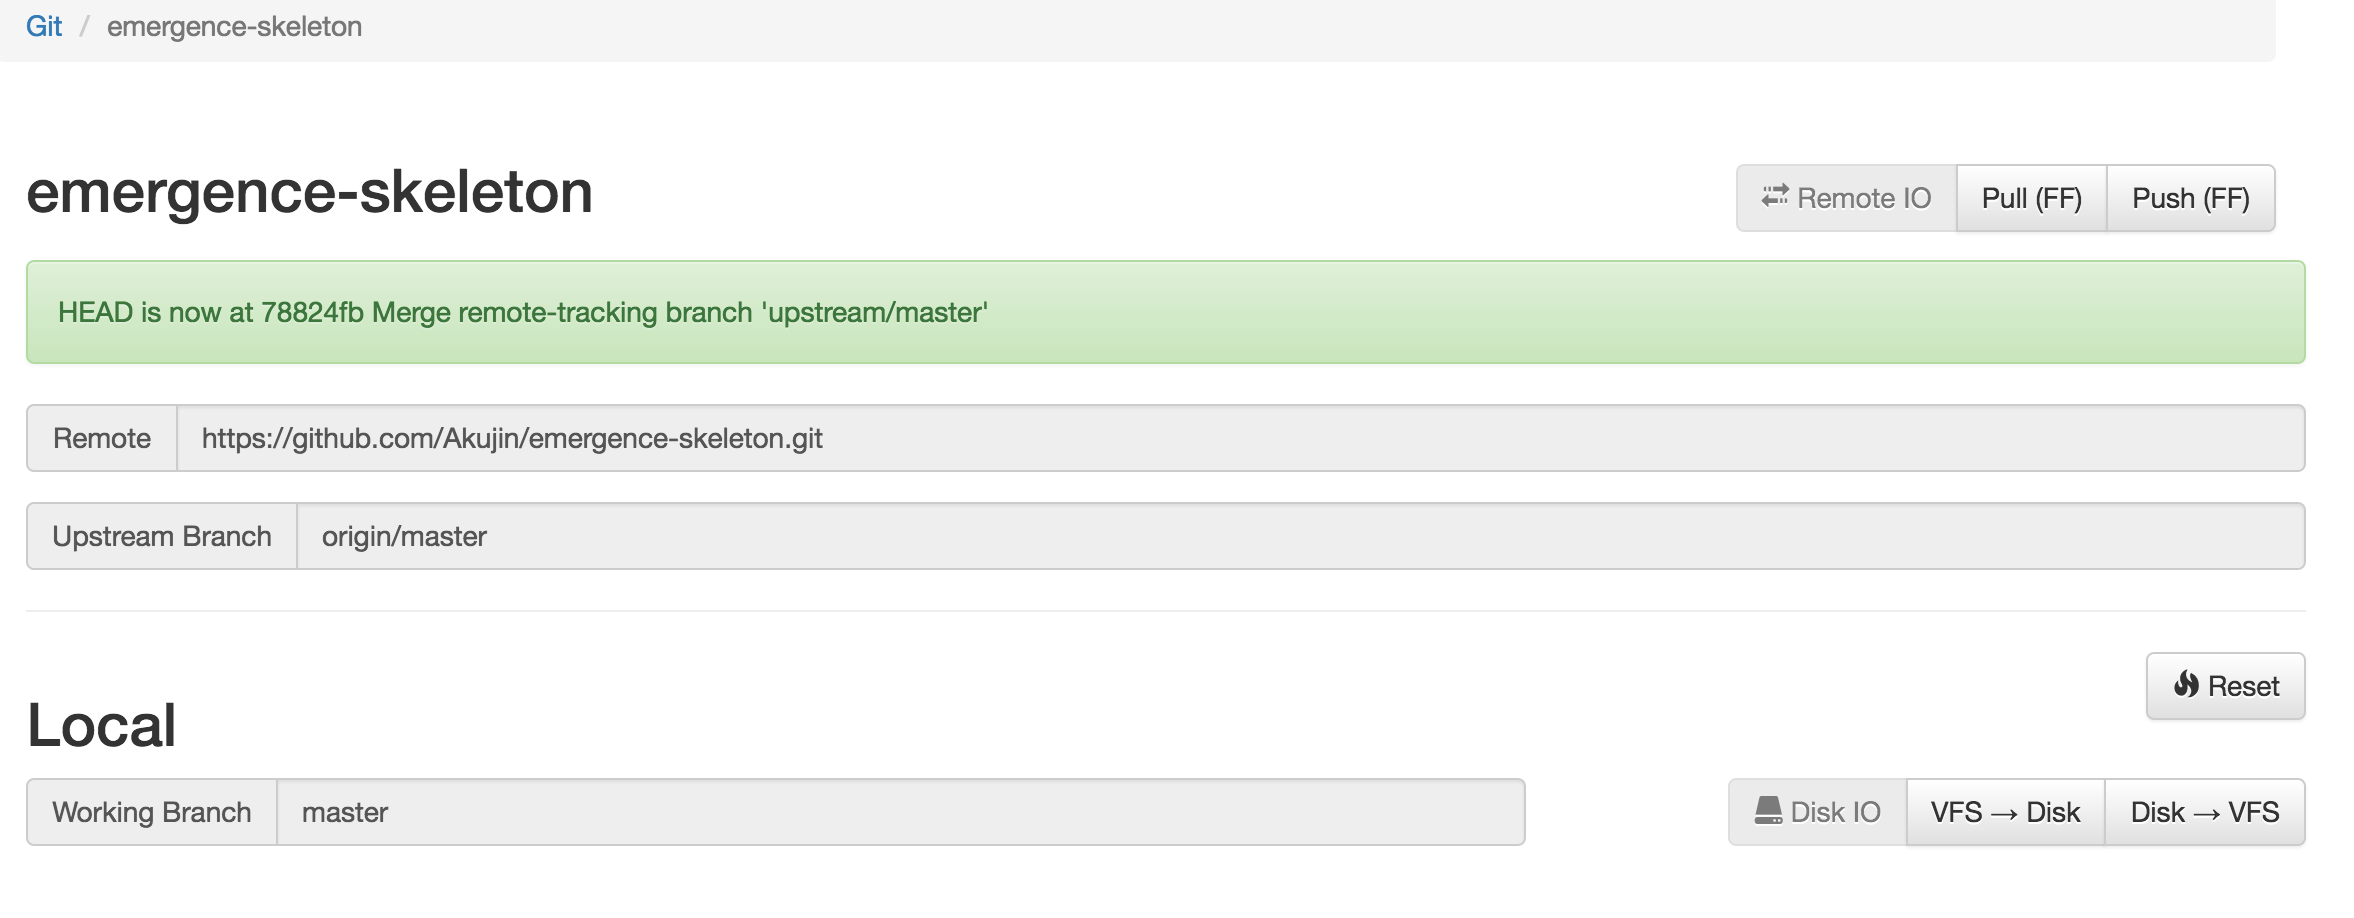 Git / emergence-skeleton
emergence-skeleton
Remote IO Pull (FF) Push (FF)
HEAD is now at 78824fb Merge remote-tracking branch 'upstream/master'
Remote https://github.com/Akujin/emergence-skeleton.git
Upstream Branch origin/master
Reset
Local
Working Branch master
Disk IO VFS → Disk Disk → VFS